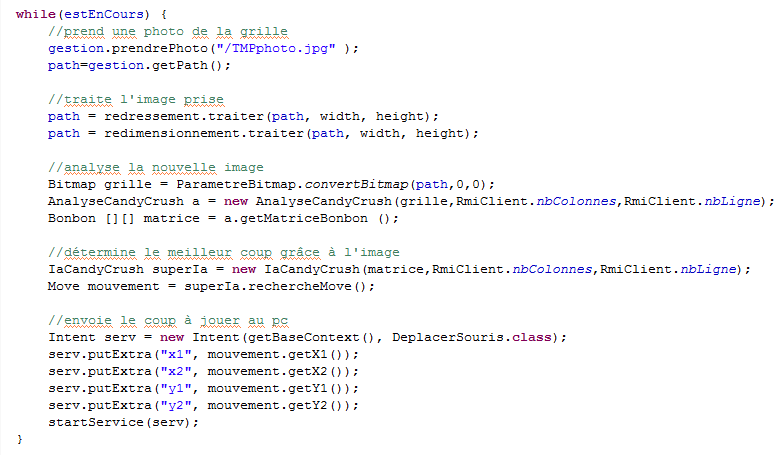 while(estEnCours) {
//prend une photo de la grille
gestion.prendrePhoto("/TMPphoto.jpg" );
path=gestion.getPath();
//traite l'image prise
path = redressement.traiter(path, width, height);
path = redimensionnement.traiter(path, width, height);
//analyse la nouvelle image
Bitmap grille = ParametreBitmap.convertBitmap(path,0,0);
AnalyseCandyCrush a = new AnalyseCandyCrush(grille,RmiClient.nbColonnes,RmiClient.nbLigne);
Bonbon [][] matrice = a.getMatriceBonbon ();
//détermine le meilleur coup grâce à l'image
IaCandyCrush superIa = new IaCandyCrush(matrice,RmiClient.nbColonnes,RmiClient.nbLigne);
Move mouvement = superIa.rechercheMove();
//envoie le coup à jouer au pc
Intent serv = new Intent(getBaseContext(), DeplacerSouris.class);
serv.putExtra("x1", mouvement.getX1());
serv.putExtra("x2", mouvement.getX2());
serv.putExtra("y1", mouvement.getY1());
serv.putExtra("y2", mouvement.getY2());
startService(serv);
}